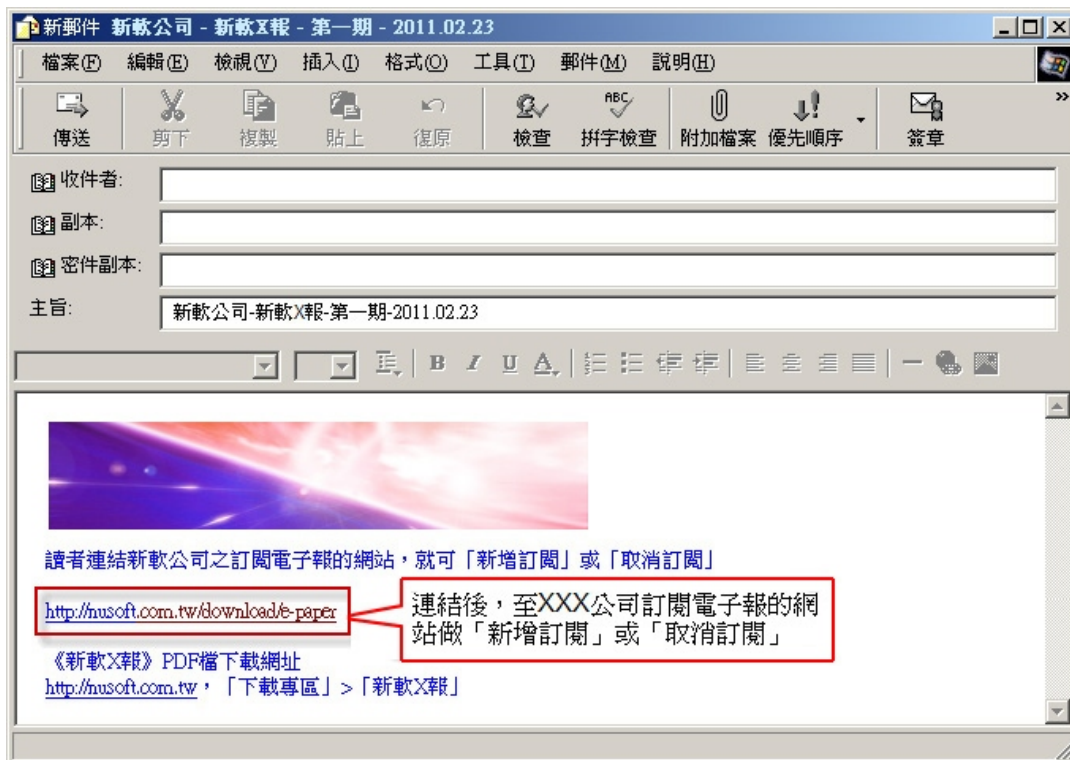 新郵件 新軟公司 - 新軟X報 - 第一期 - 2011.02.23
檔案(F) 編輯(E) 檢視(V) 插入(I) 格式(O) 工具(T) 郵件(M) 說明(H)
ABC
傳送 剪下 複製 貼上 復原 檢查 拼字檢查 附加檔案 優先順序 簽章 »
收件者:
副本:
密件副本:
主旨: 新軟公司-新軟X報-第一期-2011.02.23
B I U A
讀者連結新軟公司之訂閱電子報的網站，就可「新增訂閱」或「取消訂閱」
http://nusoft.com.tw/download/e-paper
連結後，至XXX公司訂閱電子報的網
站做「新增訂閱」或「取消訂閱」
《新軟X報》PDF檔下載網址
http://nusoft.com.tw，「下載專區」>「新軟X報」